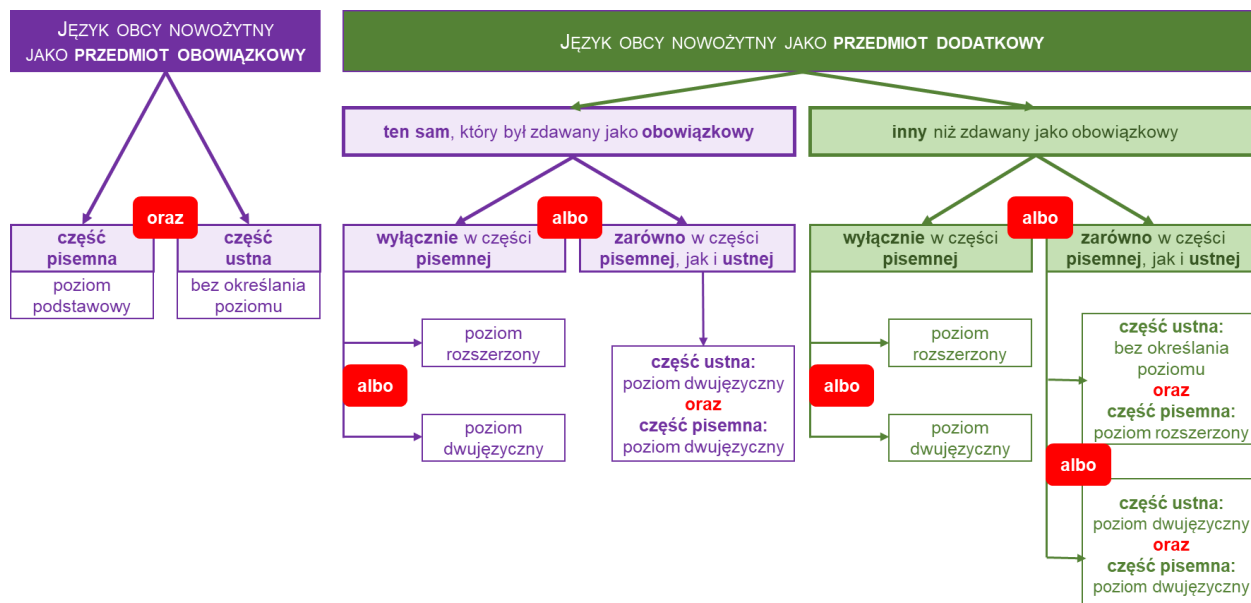 JĘZYK OBCY NOWOŻYTNY
JAKO PRZEDMIOT OBOWIĄZKOWY
oraz
część
pisemna
poziom
podstawowy
część
ustna
bez określania
poziomu
JĘZYK OBCY NOWOŻYTNY JAKO PRZEDMIOT DODATKOWY
ten sam, który był zdawany jako obowiązkowy
albo
wyłącznie w części
pisemnej
poziom
rozszerzony
albo
poziom
dwujęzyczny
zarówno w części
pisemnej, jak i ustnej
część ustna:
poziom dwujęzyczny
oraz
część pisemna:
poziom dwujęzyczny
inny niż zdawany jako obowiązkowy
albo
wyłącznie w części
pisemnej
poziom
rozszerzony
albo
poziom
dwujęzyczny
zarówno w części
pisemnej, jak i ustnej
część ustna:
bez określania
poziomu
oraz
część pisemna:
poziom rozszerzony
albo
część ustna:
poziom dwujęzyczny
oraz
część pisemna:
poziom dwujęzyczny